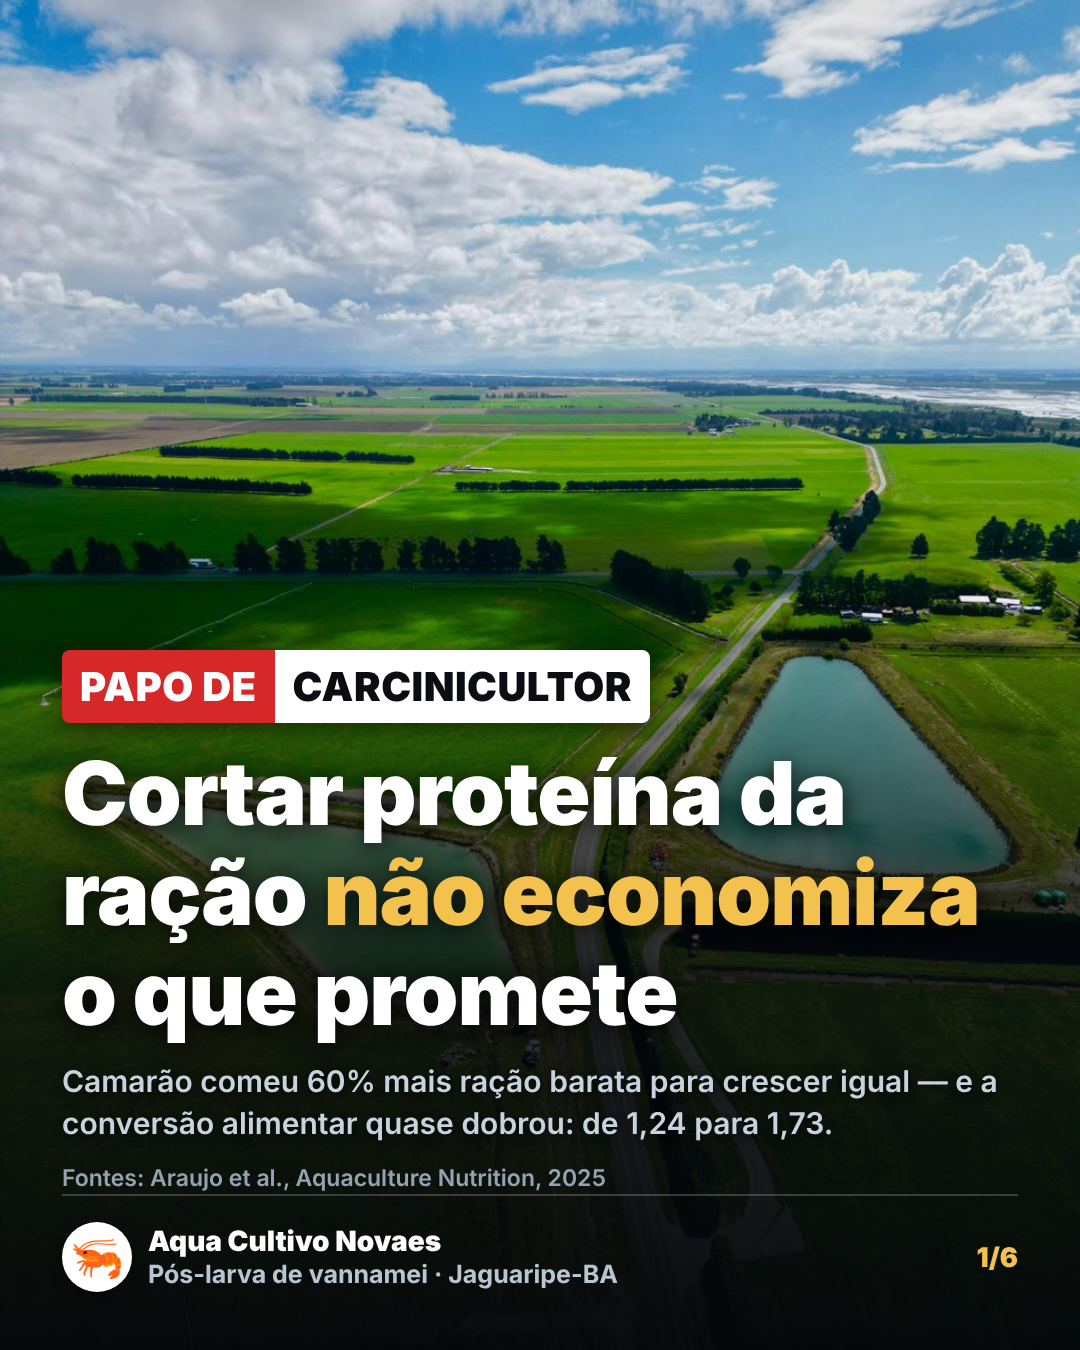 PAPO DE CARCINICULTOR
Cortar proteína da
ração não economiza
o que promete
Camarão comeu 60% mais ração barata para crescer igual — e a
conversão alimentar quase dobrou: de 1,24 para 1,73.
Fontes: Araujo et al., Aquaculture Nutrition, 2025
Aqua Cultivo Novaes
Pós-larva de vannamei · Jaguaripe-BA
1/6